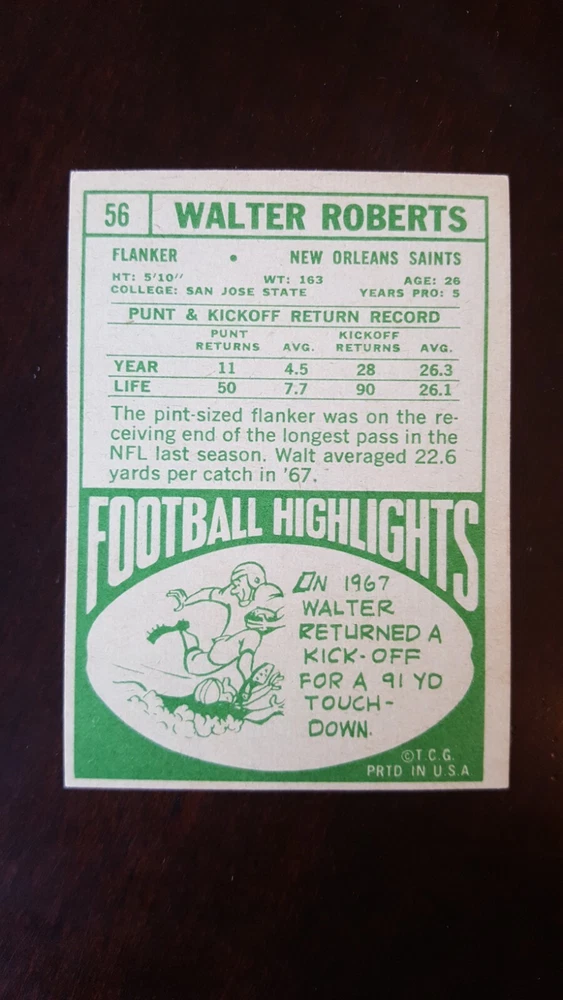 56 WALTER ROBERTS
FLANKER • NEW ORLEANS SAINTS
HT: 5'10" WT: 163 AGE: 26
COLLEGE: SAN JOSE STATE YEARS PRO: 5
PUNT & KICKOFF RETURN RECORD
PUNT KICKOFF
RETURNS AVG. RETURNS AVG.
YEAR 11 4.5 28 26.3
LIFE 50 7.7 90 26.1
The pint-sized flanker was on the re-
ceiving end of the longest pass in the
NFL last season. Walt averaged 22.6
yards per catch in '67.
FOOTBALL HIGHLIGHTS
IN 1967
WALTER
RETURNED A
KICK-OFF
FOR A 91 YD
TOUCH-
DOWN.
©T.C.G.
PRTD IN U.S.A